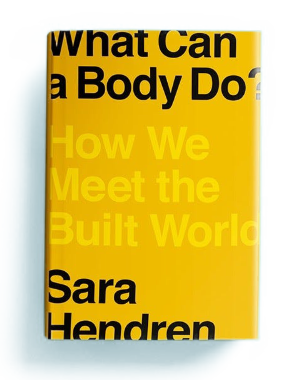 What Can
a Body Do?
How We
Meet the
Built World
Sara
Hendren